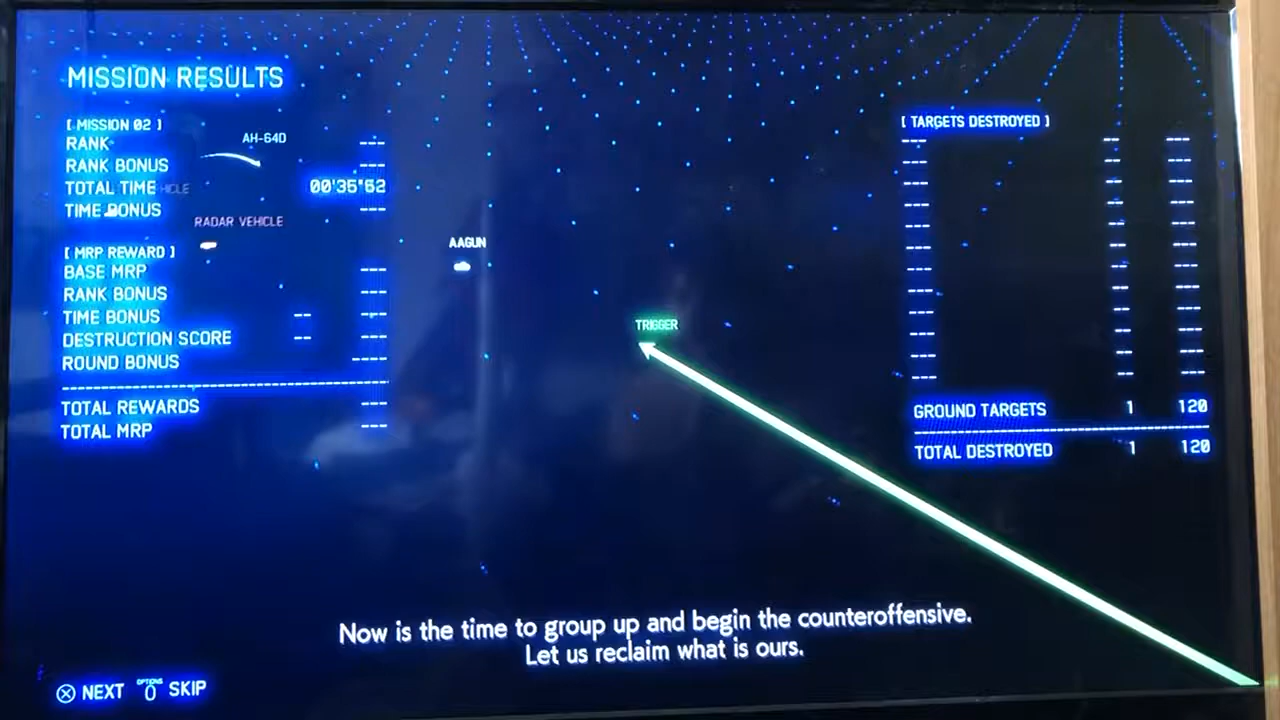 MISSION RESULTS
[ MISSION 02 ]
RANK ---
RANK BONUS ---
TOTAL TIME 00'35"52
TIME BONUS ---
[ MRP REWARD ]
BASE MRP ---
RANK BONUS ---
TIME BONUS -- ---
DESTRUCTION SCORE -- ---
ROUND BONUS ----
TOTAL REWARDS ---
TOTAL MRP ---
AH-64D
HICLE
RADAR VEHICLE
AAGUN
TRIGGER
[ TARGETS DESTROYED ]
--- -- ---
--- -- ---
--- -- ---
--- -- ---
--- -- ---
--- -- ---
--- -- ---
--- -- ---
--- -- ---
--- -- ---
--- -- ---
--- -- ---
GROUND TARGETS 1 120
TOTAL DESTROYED 1 120
Now is the time to group up and begin the counteroffensive.
Let us reclaim what is ours.
NEXT OPTIONS SKIP